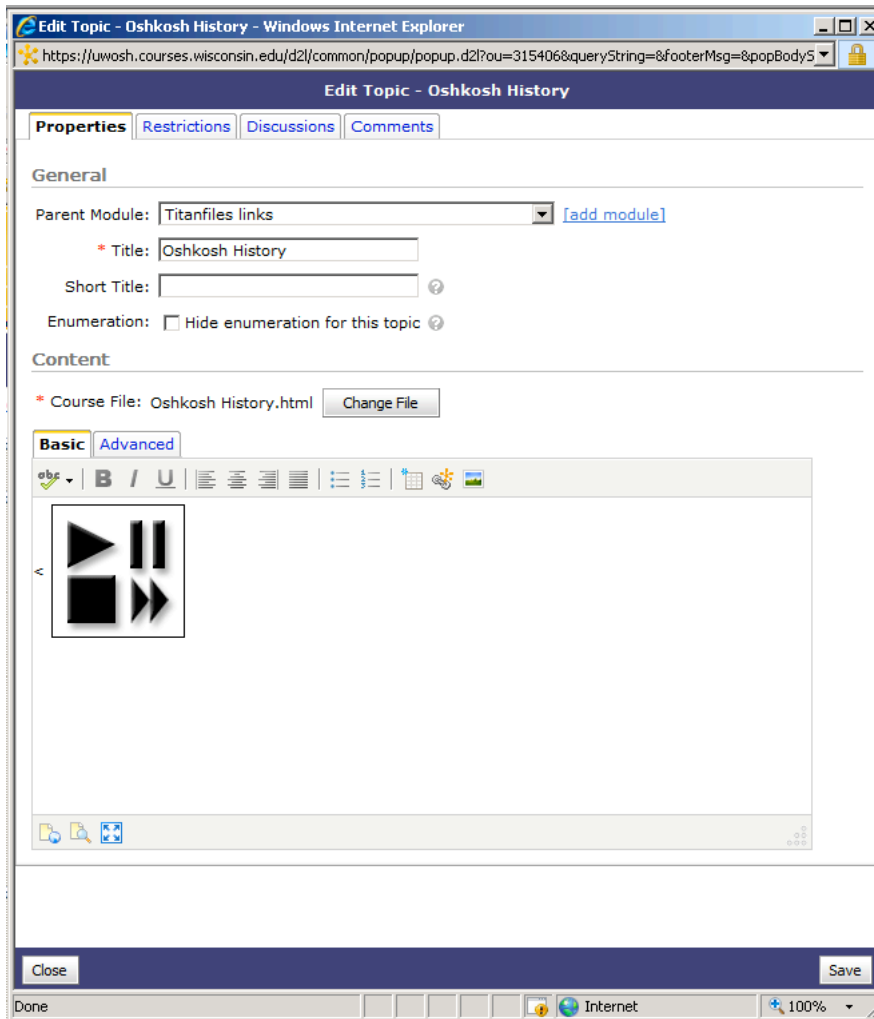 Edit Topic - Oshkosh History - Windows Internet Explorer
https://uwosh.courses.wisconsin.edu/d2l/common/popup/popup.d2l?ou=315406&queryString=&footerMsg=&popBodyS
Edit Topic - Oshkosh History
Properties Restrictions Discussions Comments
General
Parent Module: Titanfiles links [add module]
* Title: Oshkosh History
Short Title:
Enumeration: Hide enumeration for this topic
Content
* Course File: Oshkosh History.html Change File
Basic Advanced
abc B I U
<
Close Save
Done Internet 100%